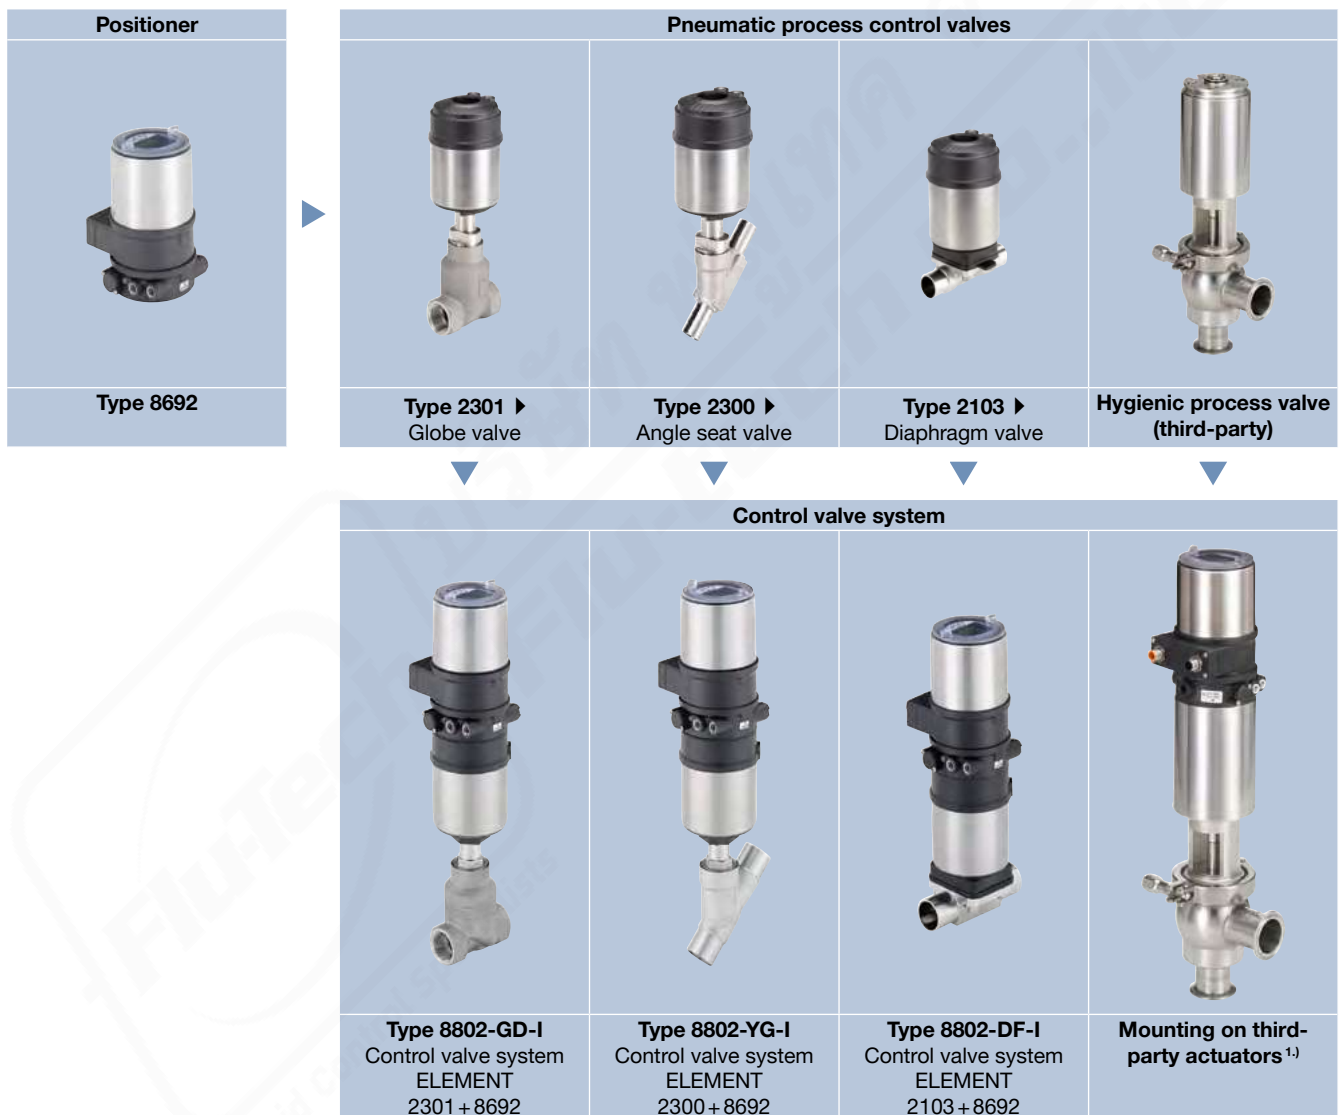 Positioner
Pneumatic process control valves
Type 8692
Type 2301 ▶
Globe valve
Type 2300 ▶
Angle seat valve
Type 2103 ▶
Diaphragm valve
Hygienic process valve
(third-party)
Control valve system
Type 8802-GD-I
Control valve system
ELEMENT
2301 + 8692
Type 8802-YG-I
Control valve system
ELEMENT
2300 + 8692
Type 8802-DF-I
Control valve system
ELEMENT
2103 + 8692
Mounting on third-
party actuators 1.)
Flu-Tech